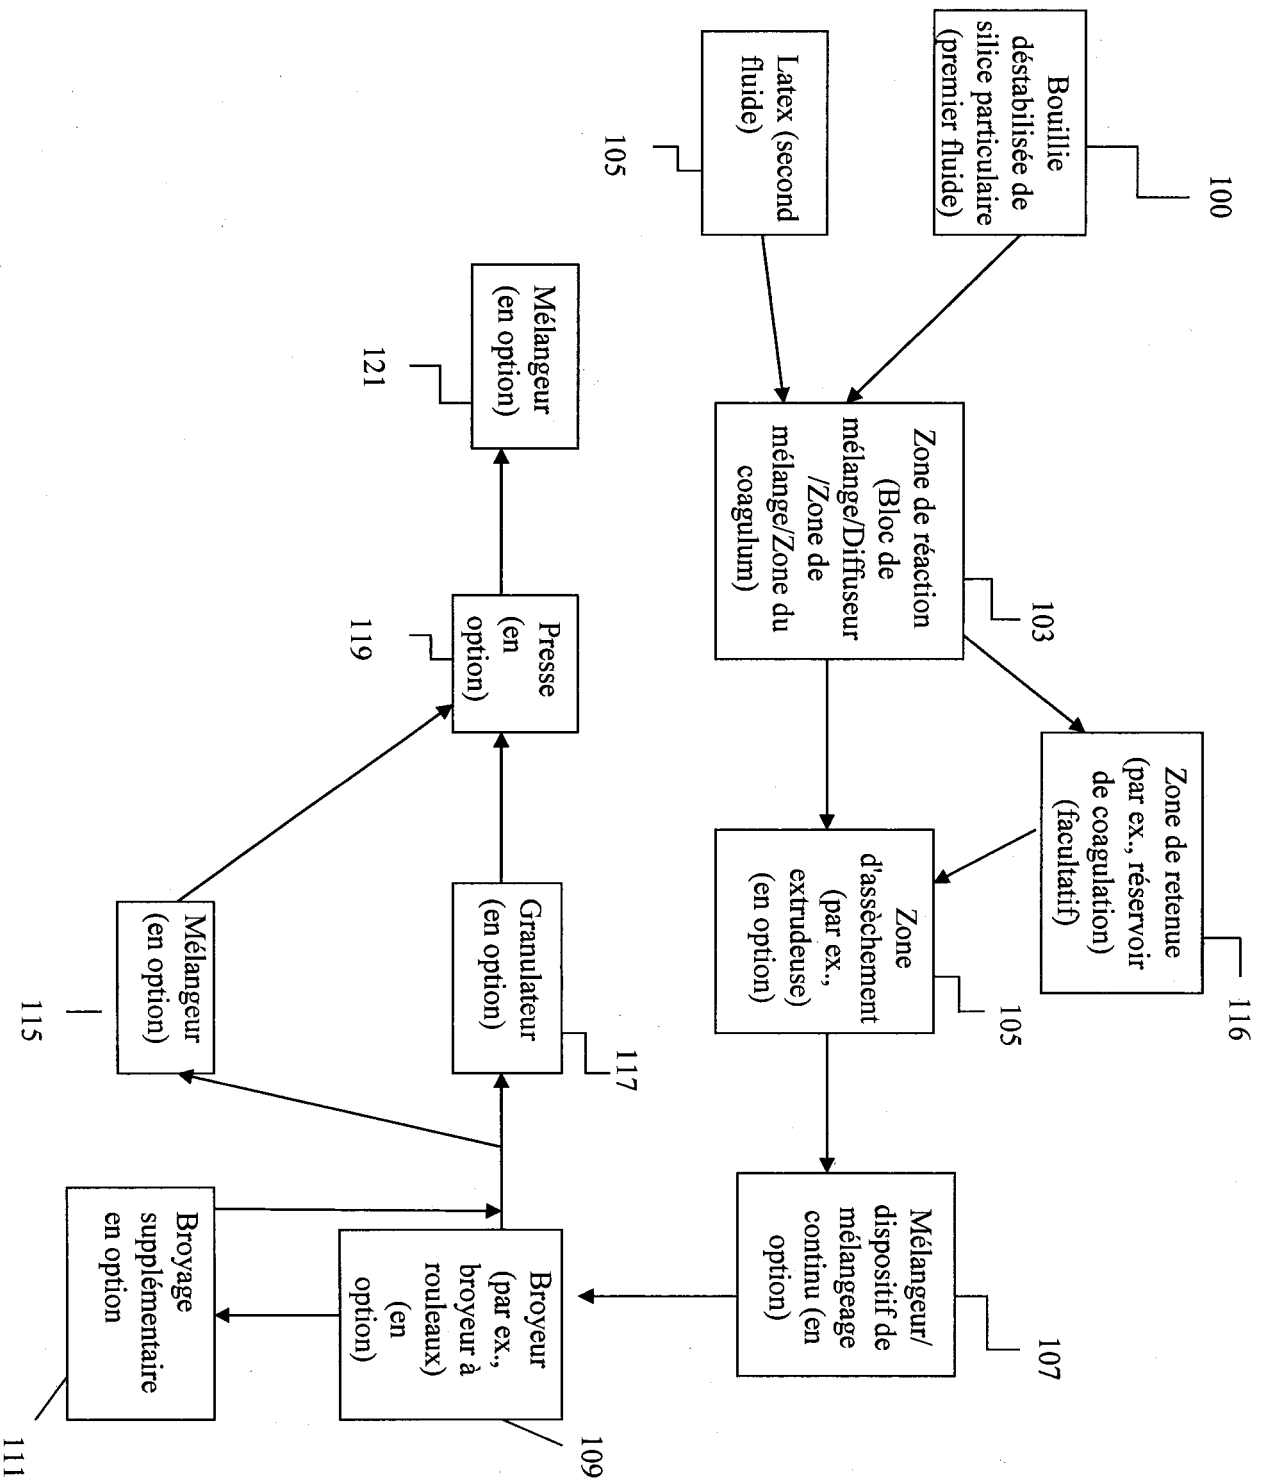 100
Bouillie
déstabilisée de
silice particulaire
(premier fluide)
Latex (second
fluide)
105
Zone de réaction
(Bloc de
mélange/Diffuseur
/Zone de
mélange/Zone du
coagulum)
103
Zone de retenue
(par ex., réservoir
de coagulation)
(facultatif)
116
Zone
d'assèchement
(par ex.,
extrudeuse)
(en option)
105
Mélangeur/
dispositif de
mélangeage
continu (en
option)
107
Broyeur
(par ex.,
broyeur à
rouleaux)
(en
option)
109
Broyage
supplémentaire
en option
111
Granulateur
(en option)
117
Mélangeur
(en option)
115
Presse
(en
option)
119
Mélangeur
(en option)
121